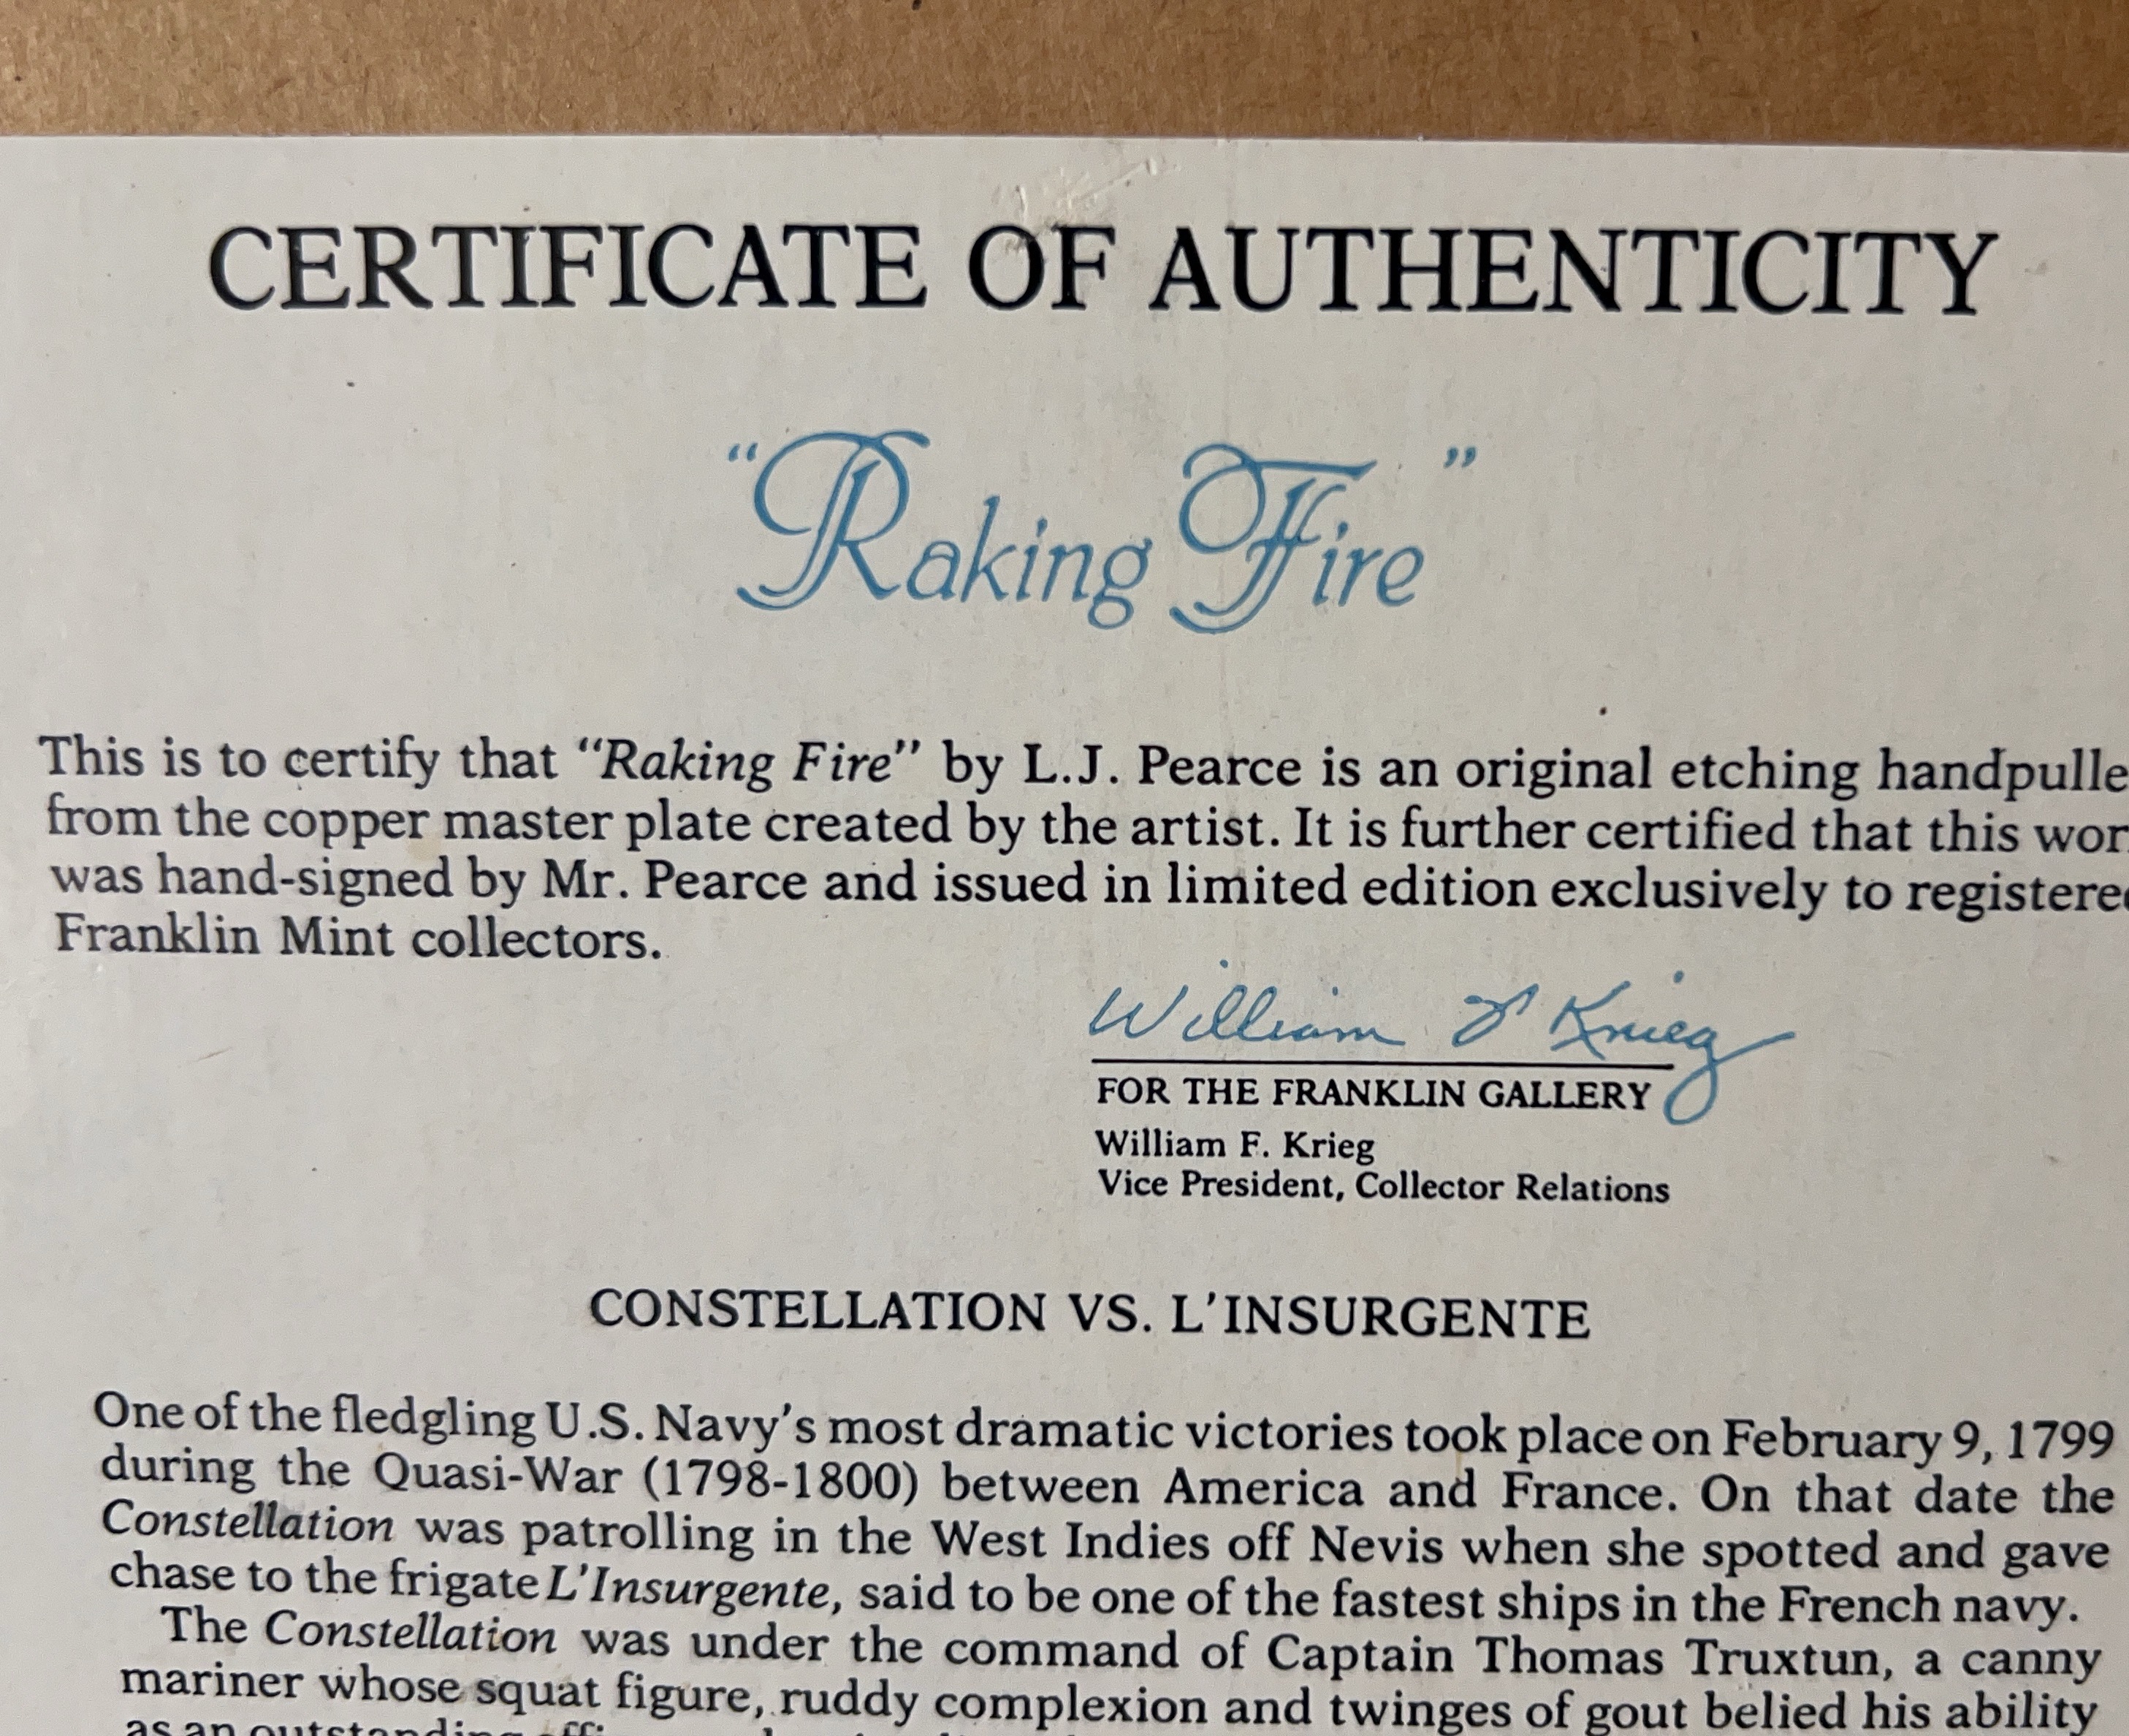 CERTIFICATE OF AUTHENTICITY
“Raking Fire”
This is to certify that “Raking Fire” by L.J. Pearce is an original etching handpulle
from the copper master plate created by the artist. It is further certified that this wor
was hand-signed by Mr. Pearce and issued in limited edition exclusively to registere
Franklin Mint collectors.
William F Krieg
FOR THE FRANKLIN GALLERY
William F. Krieg
Vice President, Collector Relations
CONSTELLATION VS. L’INSURGENTE
One of the fledgling U.S. Navy’s most dramatic victories took place on February 9, 1799
during the Quasi-War (1798-1800) between America and France. On that date the
Constellation was patrolling in the West Indies off Nevis when she spotted and gave
chase to the frigate L’Insurgente, said to be one of the fastest ships in the French navy.
The Constellation was under the command of Captain Thomas Truxtun, a canny
mariner whose squat figure, ruddy complexion and twinges of gout belied his ability
as an outstanding